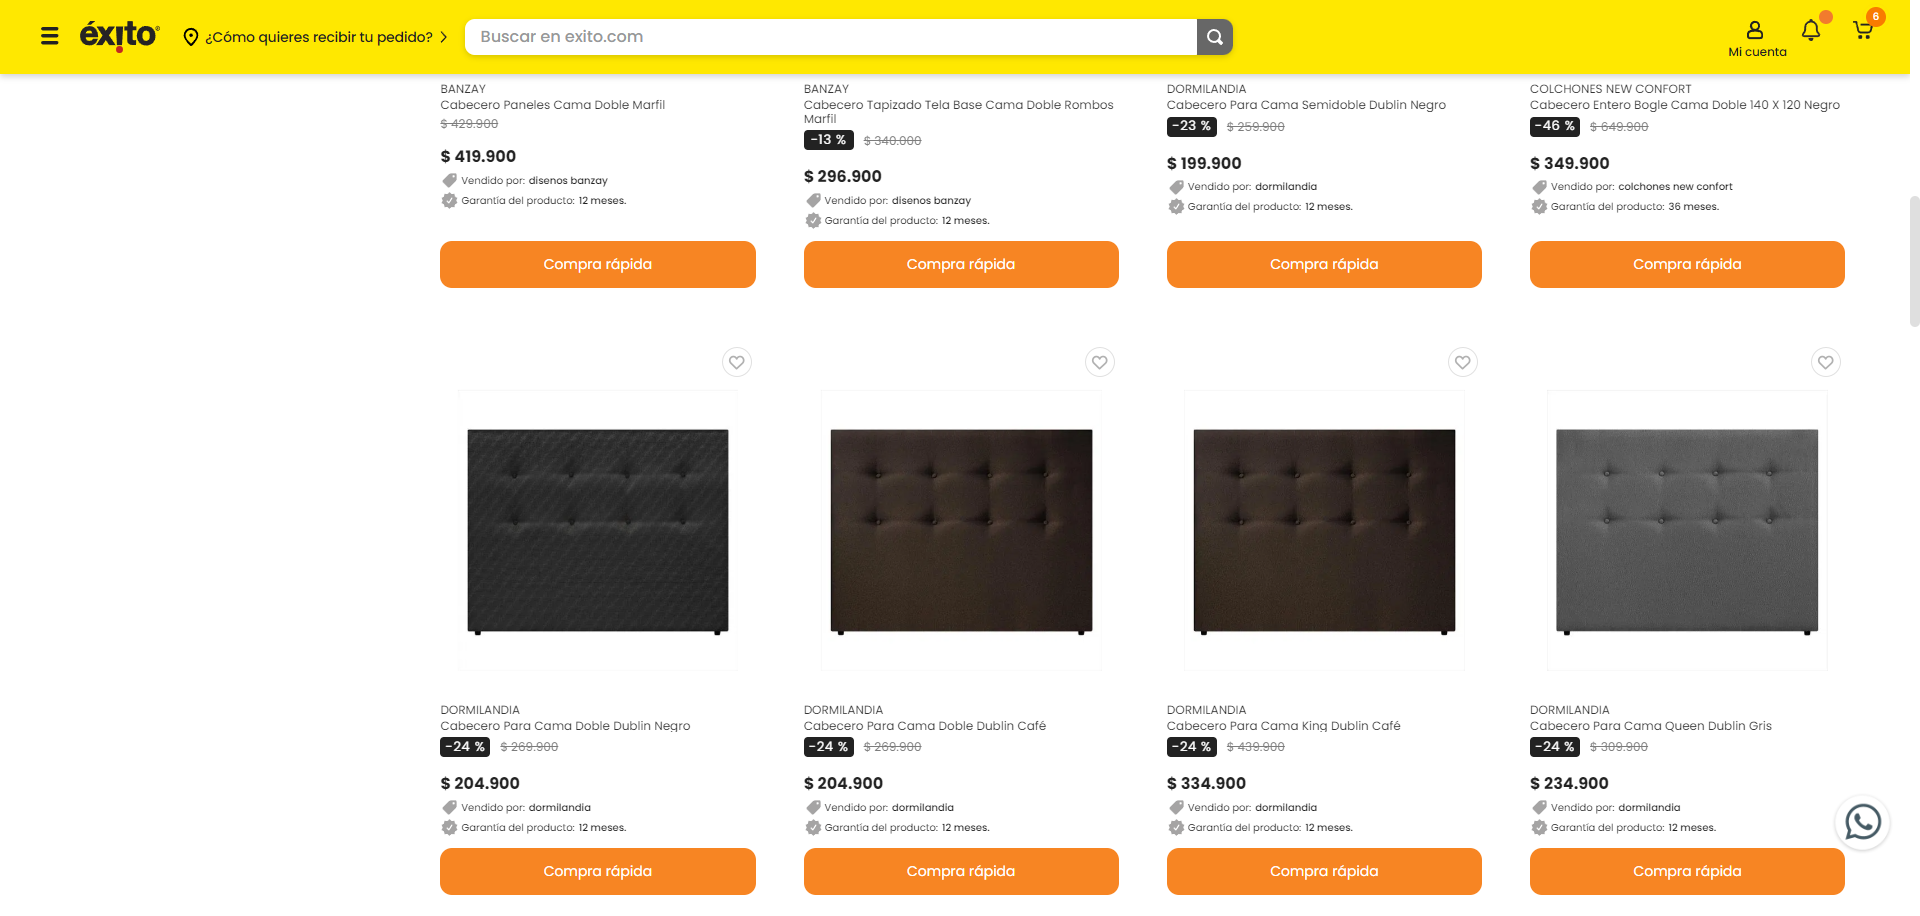 éxito
¿Cómo quieres recibir tu pedido?
Buscar en exito.com
Mi cuenta
6
BANZAY
Cabecero Paneles Cama Doble Marfil
$ 429.900
$ 419.900
Vendido por: disenos banzay
Garantía del producto: 12 meses.
Compra rápida
BANZAY
Cabecero Tapizado Tela Base Cama Doble Rombos
Marfil
-13 % $ 340.000
$ 296.900
Vendido por: disenos banzay
Garantía del producto: 12 meses.
Compra rápida
DORMILANDIA
Cabecero Para Cama Semidoble Dublin Negro
-23 % $ 259.900
$ 199.900
Vendido por: dormilandia
Garantía del producto: 12 meses.
Compra rápida
COLCHONES NEW CONFORT
Cabecero Entero Bogle Cama Doble 140 X 120 Negro
-46 % $ 649.900
$ 349.900
Vendido por: colchones new confort
Garantía del producto: 36 meses.
Compra rápida
DORMILANDIA
Cabecero Para Cama Doble Dublin Negro
-24 % $ 269.900
$ 204.900
Vendido por: dormilandia
Garantía del producto: 12 meses.
Compra rápida
DORMILANDIA
Cabecero Para Cama Doble Dublin Café
-24 % $ 269.900
$ 204.900
Vendido por: dormilandia
Garantía del producto: 12 meses.
Compra rápida
DORMILANDIA
Cabecero Para Cama King Dublin Café
-24 % $ 439.900
$ 334.900
Vendido por: dormilandia
Garantía del producto: 12 meses.
Compra rápida
DORMILANDIA
Cabecero Para Cama Queen Dublin Gris
-24 % $ 309.900
$ 234.900
Vendido por: dormilandia
Garantía del producto: 12 meses.
Compra rápida